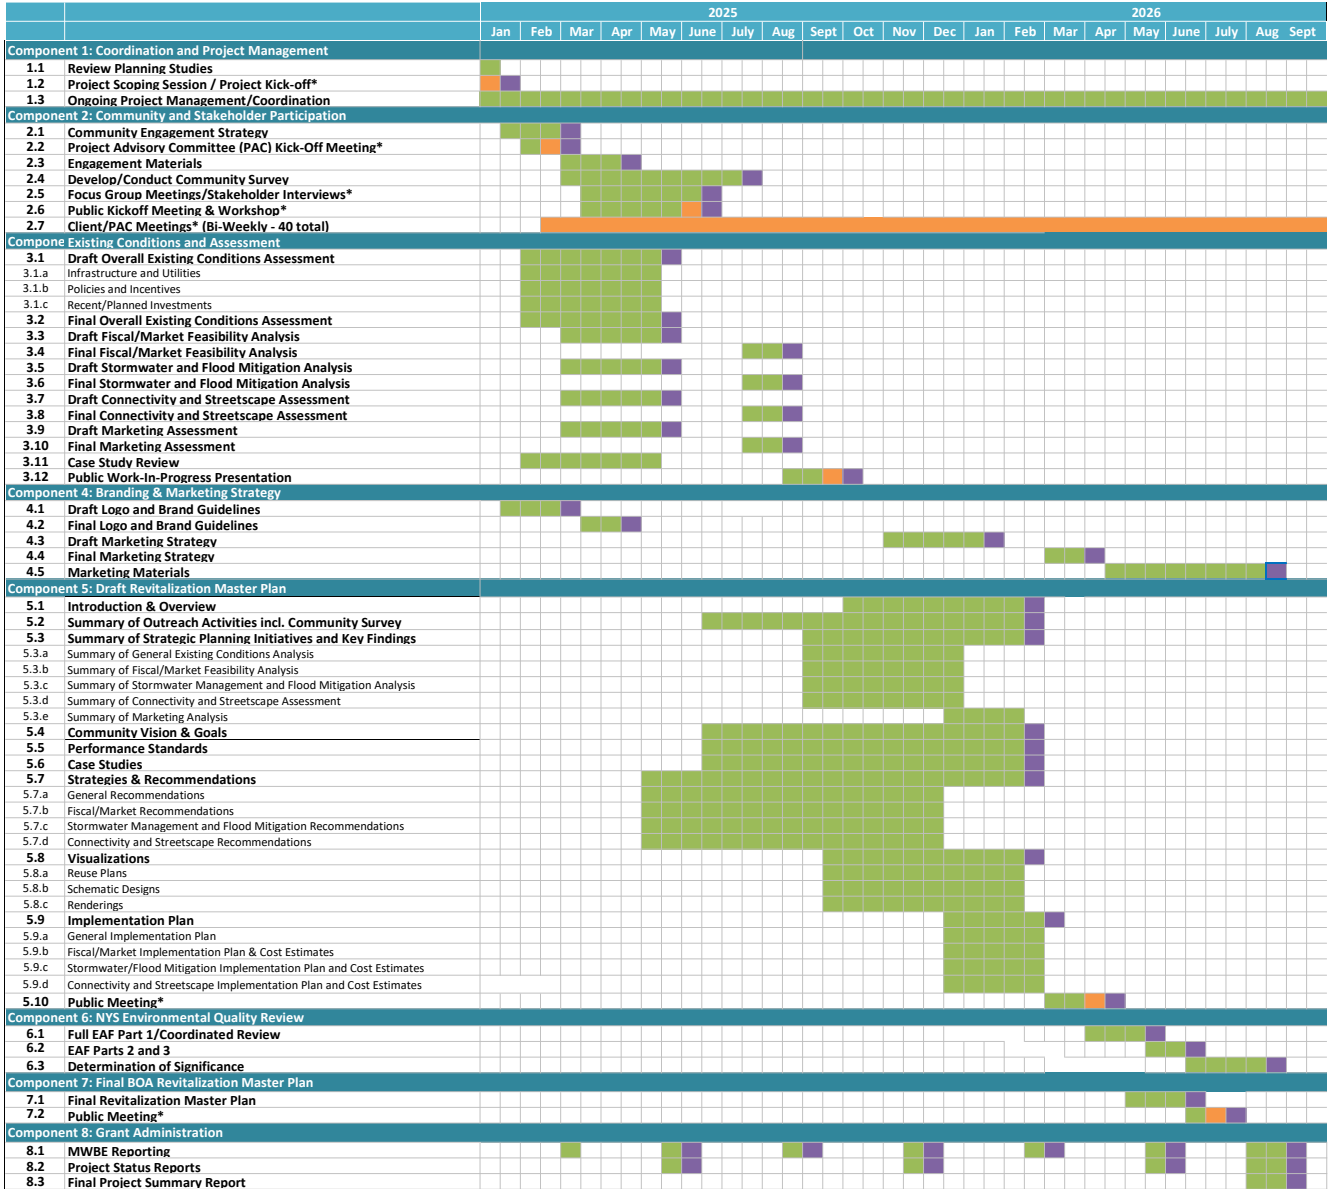 2025 2026
Jan Feb Mar Apr May June July Aug Sept Oct Nov Dec Jan Feb Mar Apr May June July Aug Sept
Component 1: Coordination and Project Management
1.1 Review Planning Studies
1.2 Project Scoping Session / Project Kick-off*
1.3 Ongoing Project Management/Coordination
Component 2: Community and Stakeholder Participation
2.1 Community Engagement Strategy
2.2 Project Advisory Committee (PAC) Kick-Off Meeting*
2.3 Engagement Materials
2.4 Develop/Conduct Community Survey
2.5 Focus Group Meetings/Stakeholder Interviews*
2.6 Public Kickoff Meeting & Workshop*
2.7 Client/PAC Meetings* (Bi-Weekly - 40 total)
Compone Existing Conditions and Assessment
3.1 Draft Overall Existing Conditions Assessment
3.1.a Infrastructure and Utilities
3.1.b Policies and Incentives
3.1.c Recent/Planned Investments
3.2 Final Overall Existing Conditions Assessment
3.3 Draft Fiscal/Market Feasibility Analysis
3.4 Final Fiscal/Market Feasibility Analysis
3.5 Draft Stormwater and Flood Mitigation Analysis
3.6 Final Stormwater and Flood Mitigation Analysis
3.7 Draft Connectivity and Streetscape Assessment
3.8 Final Connectivity and Streetscape Assessment
3.9 Draft Marketing Assessment
3.10 Final Marketing Assessment
3.11 Case Study Review
3.12 Public Work-In-Progress Presentation
Component 4: Branding & Marketing Strategy
4.1 Draft Logo and Brand Guidelines
4.2 Final Logo and Brand Guidelines
4.3 Draft Marketing Strategy
4.4 Final Marketing Strategy
4.5 Marketing Materials
Component 5: Draft Revitalization Master Plan
5.1 Introduction & Overview
5.2 Summary of Outreach Activities incl. Community Survey
5.3 Summary of Strategic Planning Initiatives and Key Findings
5.3.a Summary of General Existing Conditions Analysis
5.3.b Summary of Fiscal/Market Feasibility Analysis
5.3.c Summary of Stormwater Management and Flood Mitigation Analysis
5.3.d Summary of Connectivity and Streetscape Assessment
5.3.e Summary of Marketing Analysis
5.4 Community Vision & Goals
5.5 Performance Standards
5.6 Case Studies
5.7 Strategies & Recommendations
5.7.a General Recommendations
5.7.b Fiscal/Market Recommendations
5.7.c Stormwater Management and Flood Mitigation Recommendations
5.7.d Connectivity and Streetscape Recommendations
5.8 Visualizations
5.8.a Reuse Plans
5.8.b Schematic Designs
5.8.c Renderings
5.9 Implementation Plan
5.9.a General Implementation Plan
5.9.b Fiscal/Market Implementation Plan & Cost Estimates
5.9.c Stormwater/Flood Mitigation Implementation Plan and Cost Estimates
5.9.d Connectivity and Streetscape Implementation Plan and Cost Estimates
5.10 Public Meeting*
Component 6: NYS Environmental Quality Review
6.1 Full EAF Part 1/Coordinated Review
6.2 EAF Parts 2 and 3
6.3 Determination of Significance
Component 7: Final BOA Revitalization Master Plan
7.1 Final Revitalization Master Plan
7.2 Public Meeting*
Component 8: Grant Administration
8.1 MWBE Reporting
8.2 Project Status Reports
8.3 Final Project Summary Report